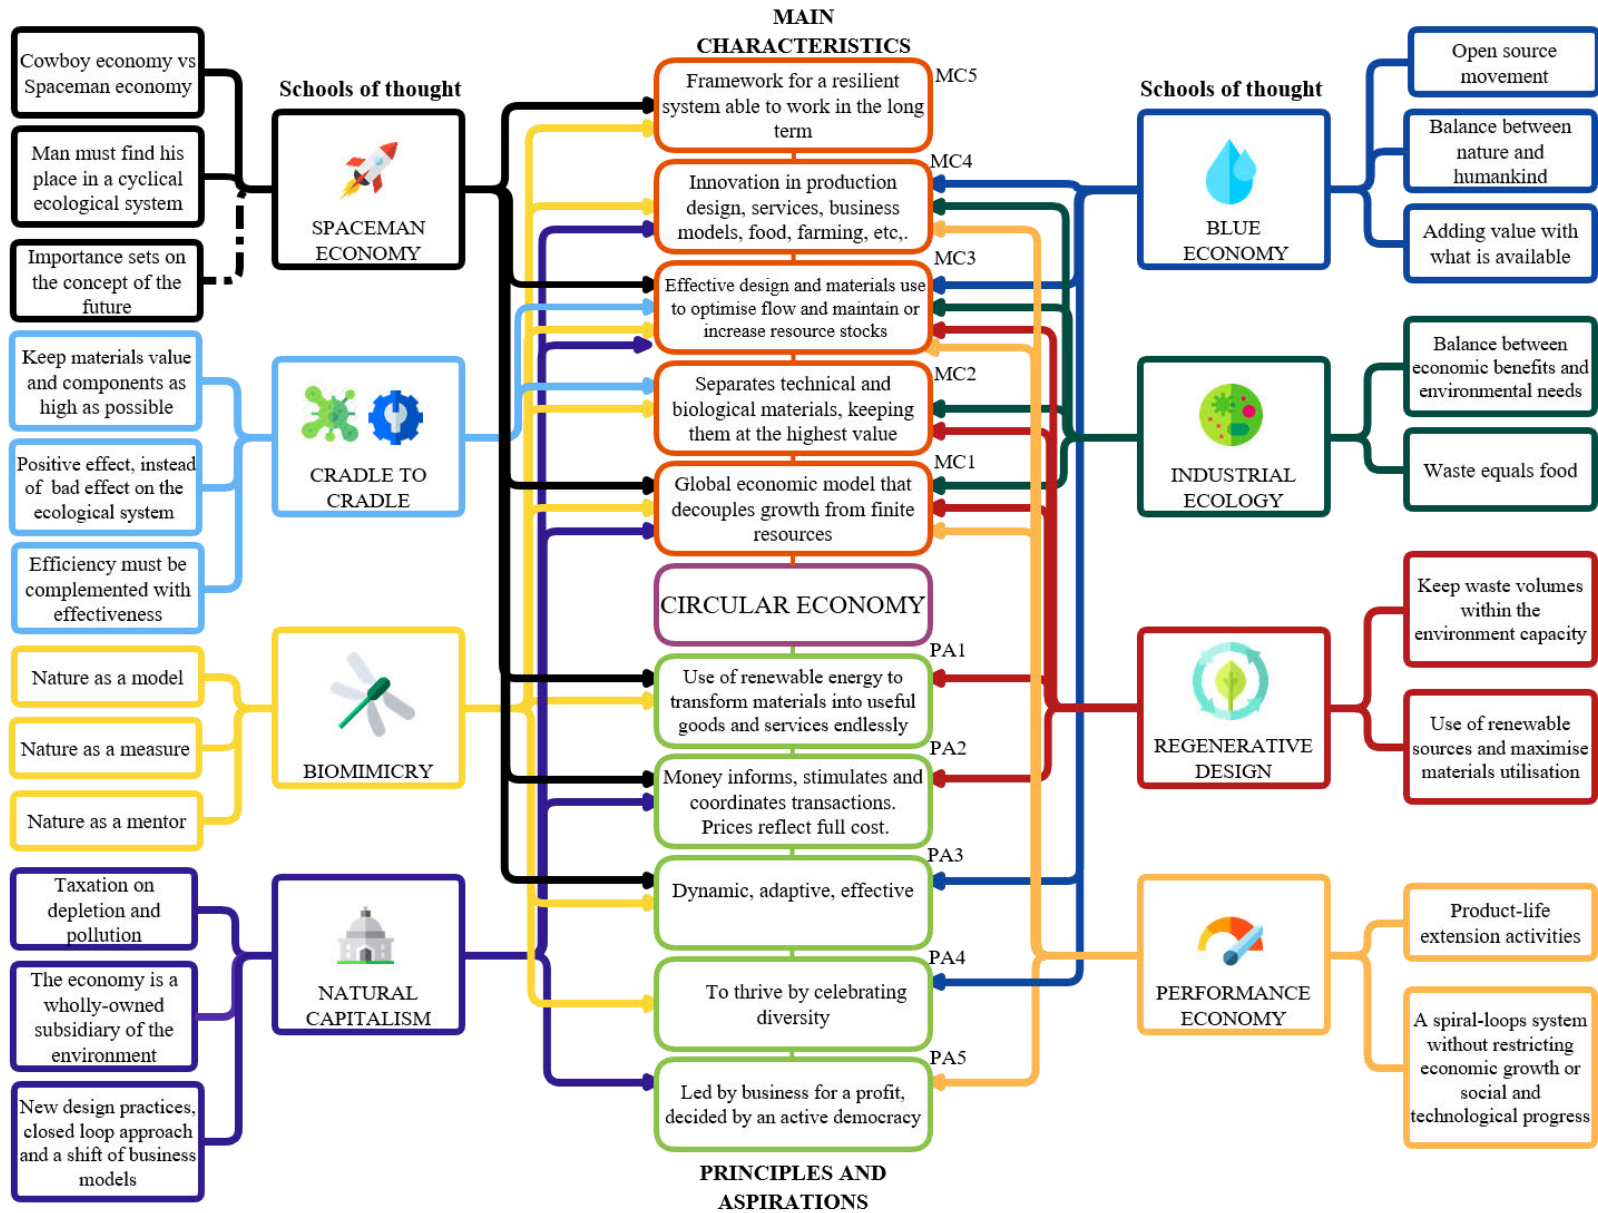 MAIN
CHARACTERISTICS
Schools of thought
Cowboy economy vs
Spaceman economy
Man must find his
place in a cyclical
ecological system
Importance sets on
the concept of the
future
SPACEMAN
ECONOMY
Keep materials value
and components as
high as possible
Positive effect, instead
of bad effect on the
ecological system
Efficiency must be
complemented with
effectiveness
CRADLE TO
CRADLE
Nature as a model
Nature as a measure
Nature as a mentor
BIOMIMICRY
Taxation on
depletion and
pollution
The economy is a
wholly-owned
subsidiary of the
environment
New design practices,
closed loop approach
and a shift of business
models
NATURAL
CAPITALISM
MC5
Framework for a resilient
system able to work in the long
term
MC4
Innovation in production
design, services, business
models, food, farming, etc,.
MC3
Effective design and materials use
to optimise flow and maintain or
increase resource stocks
MC2
Separates technical and
biological materials, keeping
them at the highest value
MC1
Global economic model that
decouples growth from finite
resources
CIRCULAR ECONOMY
PA1
Use of renewable energy to
transform materials into useful
goods and services endlessly
PA2
Money informs, stimulates and
coordinates transactions.
Prices reflect full cost.
PA3
Dynamic, adaptive, effective
PA4
To thrive by celebrating
diversity
PA5
Led by business for a profit,
decided by an active democracy
PRINCIPLES AND
ASPIRATIONS
Schools of thought
BLUE
ECONOMY
Open source
movement
Balance between
nature and
humankind
Adding value with
what is available
INDUSTRIAL
ECOLOGY
Balance between
economic benefits and
environmental needs
Waste equals food
REGENERATIVE
DESIGN
Keep waste volumes
within the
environment capacity
Use of renewable
sources and maximise
materials utilisation
PERFORMANCE
ECONOMY
Product-life
extension activities
A spiral-loops system
without restricting
economic growth or
social and
technological progress